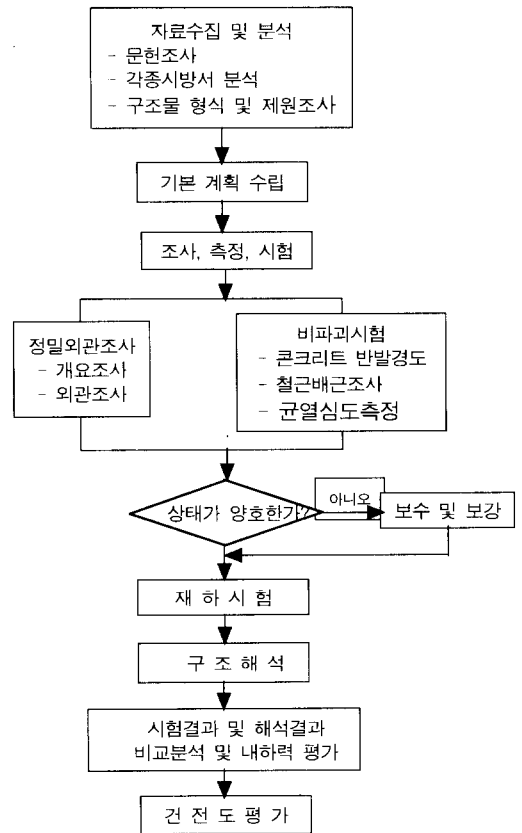 자료수집 및 분석
- 문헌조사
- 각종시방서 분석
- 구조물 형식 및 제원조사
기본 계획 수립
조사, 측정, 시험
정밀외관조사
- 개요조사
- 외관조사
비파괴시험
- 콘크리트 반발경도
- 철근배근조사
- 균열심도측정
상태가 양호한가?
아니오
보수 및 보강
재 하 시 험
구 조 해 석
시험결과 및 해석결과
비교분석 및 내하력 평가
건 전 도 평 가